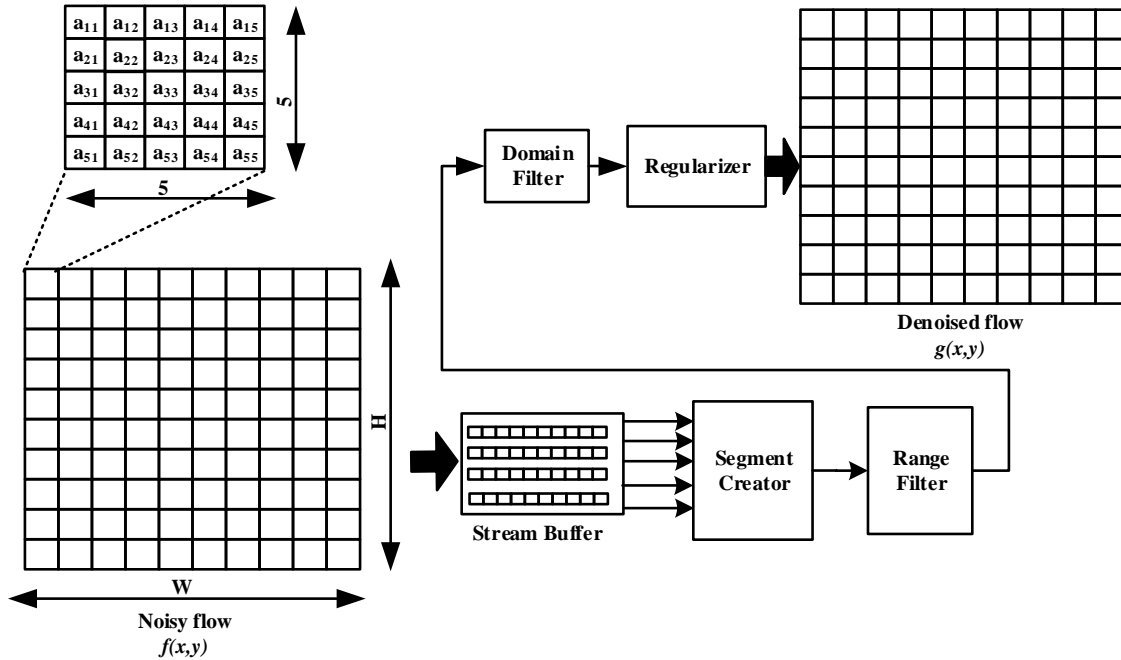 a11 a12 a13 a14 a15
a21 a22 a23 a24 a25
a31 a32 a33 a34 a35
a41 a42 a43 a44 a45
a51 a52 a53 a54 a55
5
5
Domain
Filter
Regularizer
Denoised flow
g(x,y)
H
W
Noisy flow
f(x,y)
Stream Buffer
Segment
Creator
Range
Filter